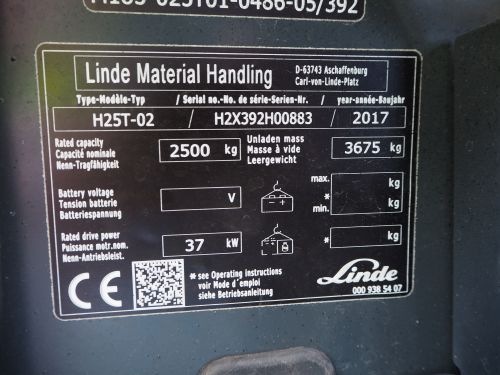 Linde Material Handling
D-63743 Aschaffenburg
Carl-von-Linde-Platz
Type-Modèle-Typ / Serial no.-No. de série-Serien-Nr. / year-année-Baujahr
H25T-02 / H2X392H00883 / 2017
Rated capacity
Capacité nominale
Nenn-Tragfähigkeit
2500 kg
Unladen mass
Masse à vide
Leergewicht
3675 kg
Battery voltage
Tension batterie
Batteriespannung
V
max. kg
*
min. kg
Rated drive power
Puissance motr.nom.
Nenn-Antriebsleist.
37 kW
* kg
CE
* see Operating instructions
voir Mode d'emploi
siehe Betriebsanleitung
Linde
000 938 54 07